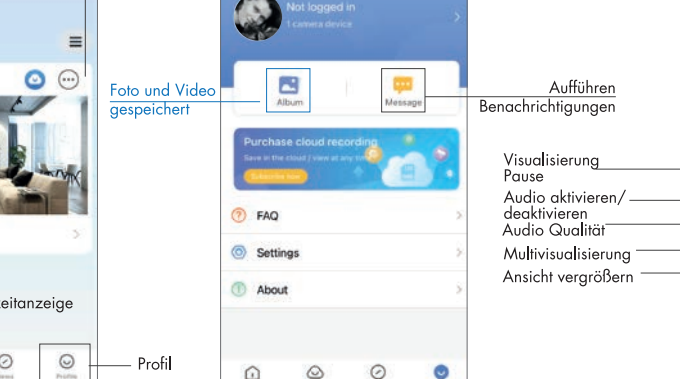 eitanzeige
News
Profile
Profil
Foto und Video
gespeichert
Not logged in
1 camera device
Album
Message
Purchase cloud recording
Save in the cloud / view at any time
Subscribe now
FAQ
Settings
About
Aufführen
Benachrichtigungen
Visualisierung
Pause
Audio aktivieren/
deaktivieren
Audio Qualität
Multivisualisierung
Ansicht vergrößern